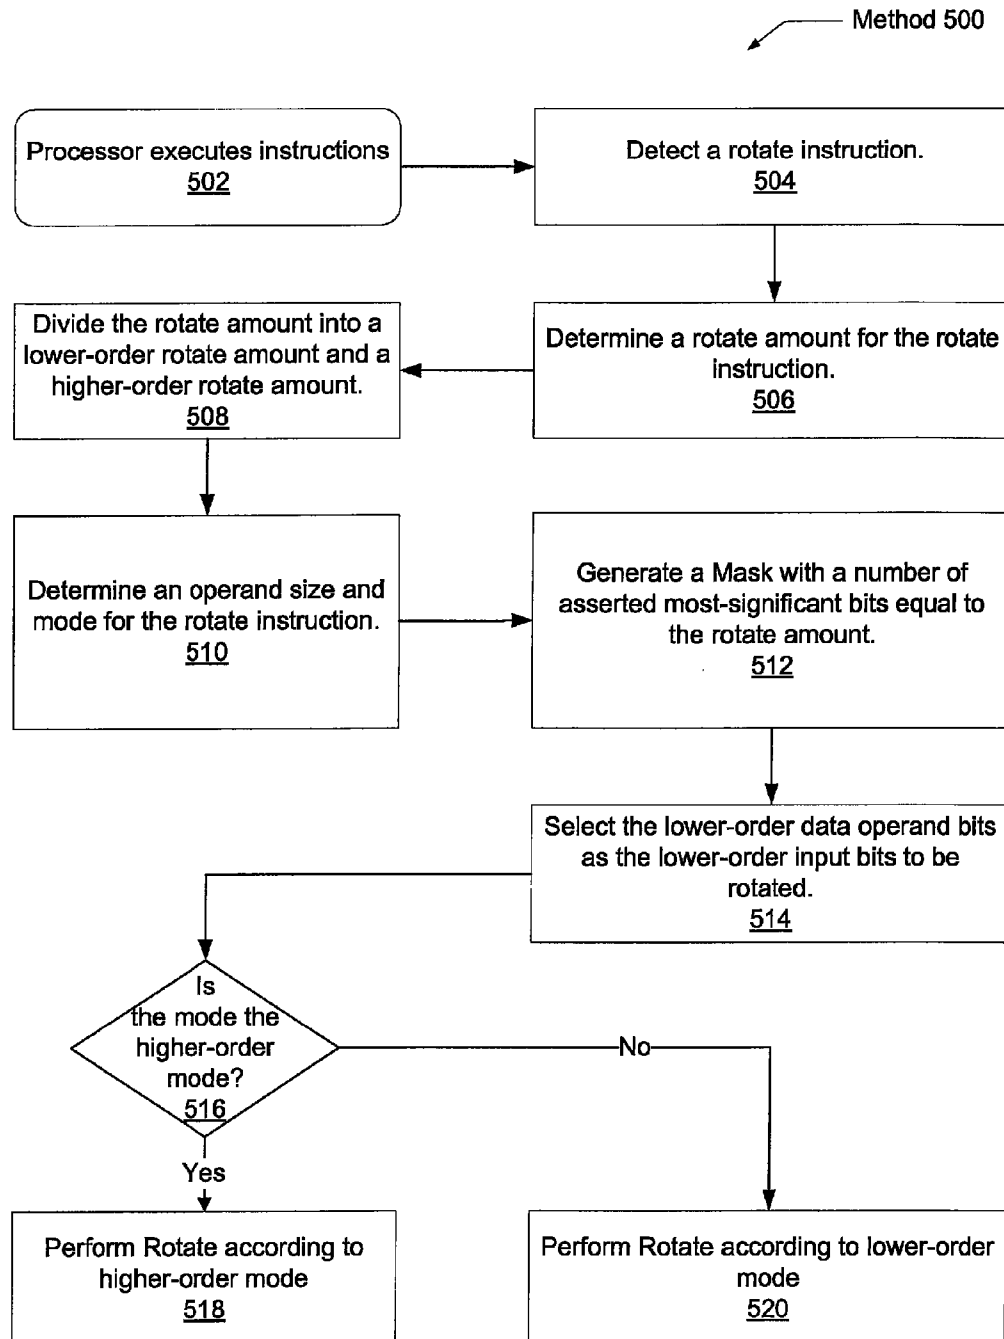 Method 500
Processor executes instructions
502
Detect a rotate instruction.
504
Divide the rotate amount into a
lower-order rotate amount and a
higher-order rotate amount.
508
Determine a rotate amount for the rotate
instruction.
506
Determine an operand size and
mode for the rotate instruction.
510
Generate a Mask with a number of
asserted most-significant bits equal to
the rotate amount.
512
Select the lower-order data operand bits
as the lower-order input bits to be
rotated.
514
Is
the mode the
higher-order
mode?
516
No
Yes
Perform Rotate according to
higher-order mode
518
Perform Rotate according to lower-order
mode
520